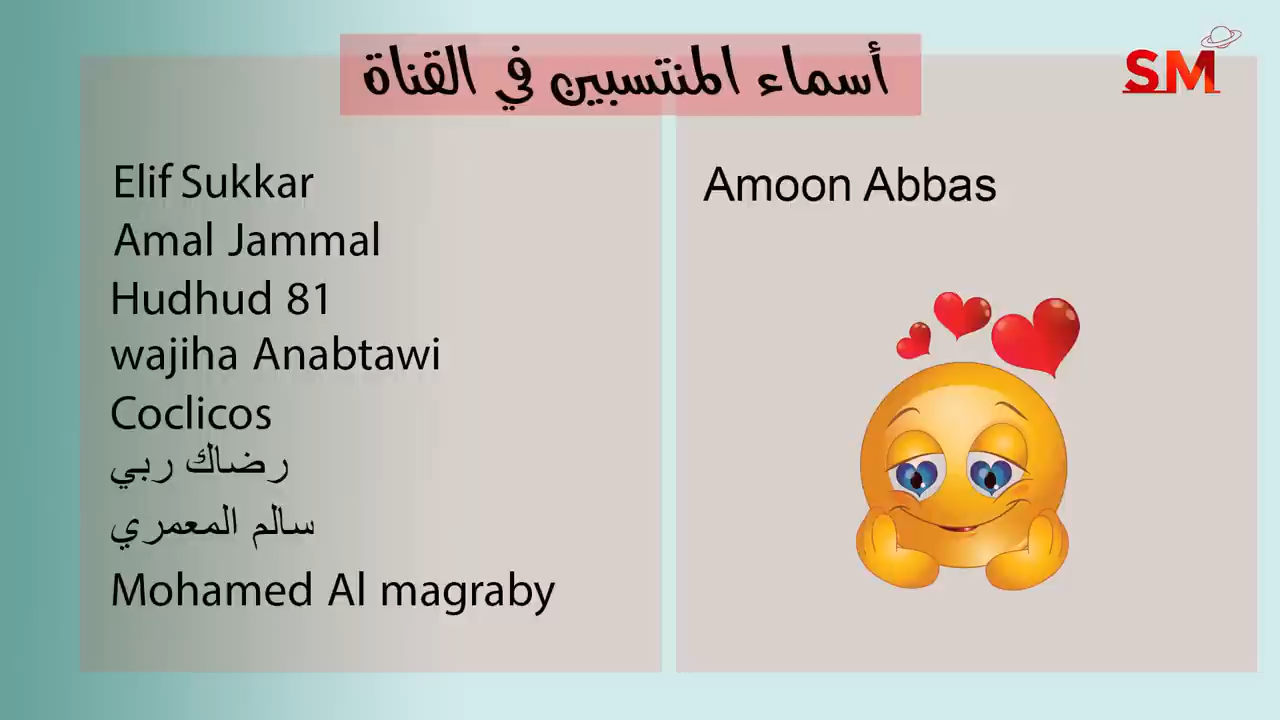 أسماء المنتسبين في القناة
SM
Elif Sukkar
Amal Jammal
Hudhud 81
wajiha Anabtawi
Coclicos
رضاك ربي
سالم المعمري
Mohamed Al magraby
Amoon Abbas